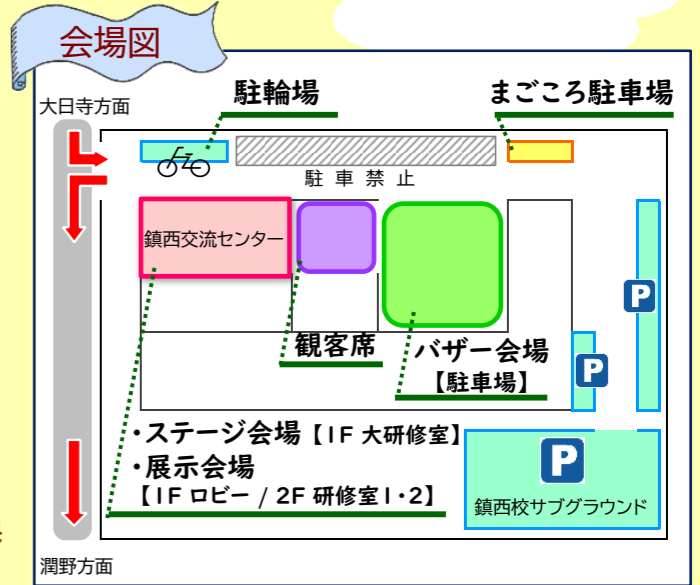 会場図
大日寺方面
駐輪場
まごころ駐車場
駐車禁止
鎮西交流センター
P
観客席
バザー会場
【駐車場】
P
・ステージ会場【1F 大研修室】
・展示会場
【1F ロビー / 2F 研修室1・2】
P
鎮西校サブグラウンド
潤野方面